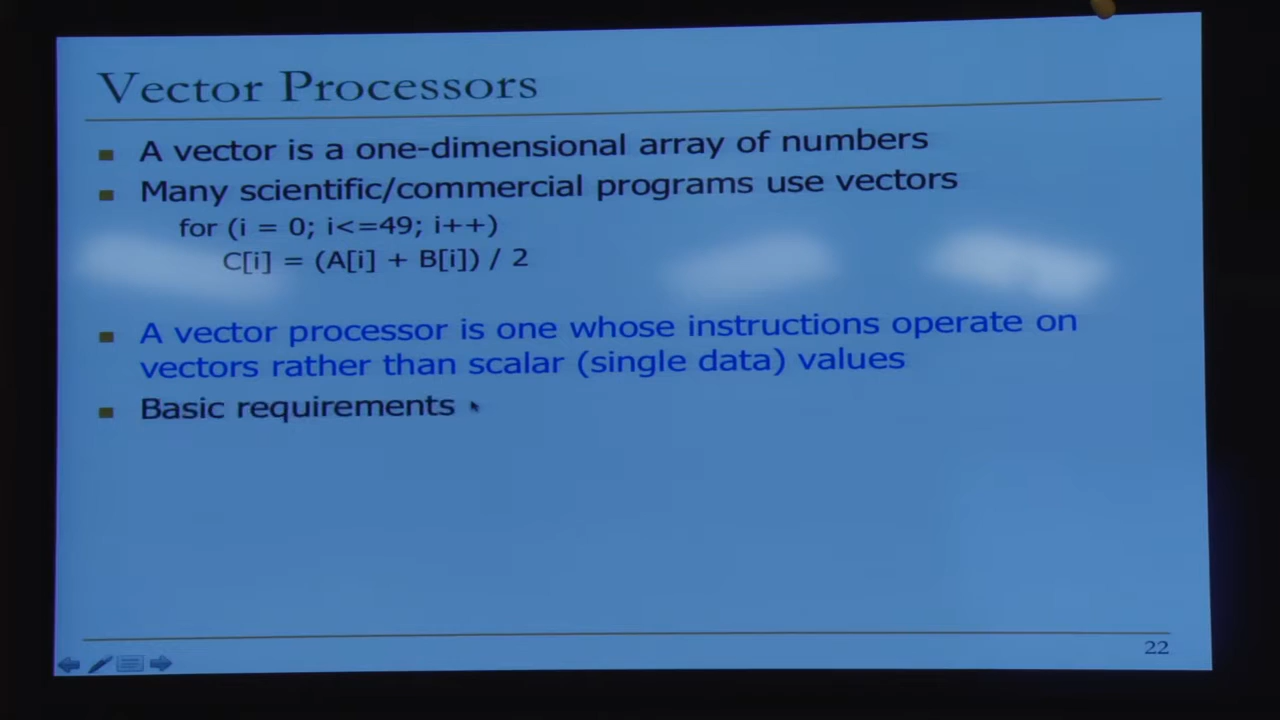 Vector Processors
A vector is a one-dimensional array of numbers
Many scientific/commercial programs use vectors
for (i = 0; i<=49; i++)
C[i] = (A[i] + B[i]) / 2
A vector processor is one whose instructions operate on
vectors rather than scalar (single data) values
Basic requirements
22